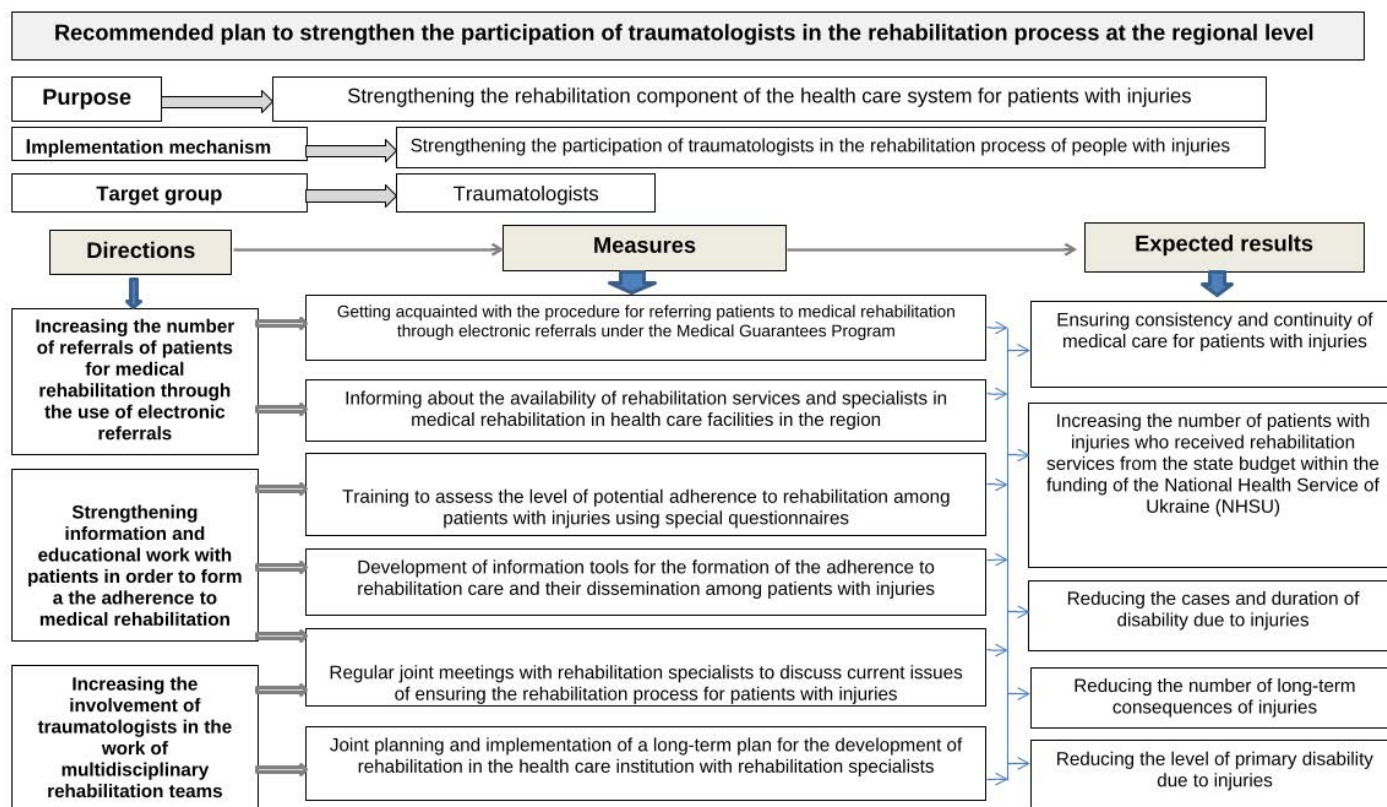 Recommended plan to strengthen the participation of traumatologists in the rehabilitation process at the regional level
Purpose
Strengthening the rehabilitation component of the health care system for patients with injuries
Implementation mechanism
Strengthening the participation of traumatologists in the rehabilitation process of people with injuries
Target group
Traumatologists
Directions
Measures
Expected results
Increasing the number
of referrals of patients
for medical
rehabilitation through
the use of electronic
referrals
Strengthening
information and
educational work with
patients in order to form
a the adherence to
medical rehabilitation
Increasing the
involvement of
traumatologists in the
work of
multidisciplinary
rehabilitation teams
Getting acquainted with the procedure for referring patients to medical rehabilitation
through electronic referrals under the Medical Guarantees Program
Informing about the availability of rehabilitation services and specialists in
medical rehabilitation in health care facilities in the region
Training to assess the level of potential adherence to rehabilitation among
patients with injuries using special questionnaires
Development of information tools for the formation of the adherence to
rehabilitation care and their dissemination among patients with injuries
Regular joint meetings with rehabilitation specialists to discuss current issues
of ensuring the rehabilitation process for patients with injuries
Joint planning and implementation of a long-term plan for the development of
rehabilitation in the health care institution with rehabilitation specialists
Ensuring consistency and continuity of
medical care for patients with injuries
Increasing the number of patients with
injuries who received rehabilitation
services from the state budget within the
funding of the National Health Service of
Ukraine (NHSU)
Reducing the cases and duration of
disability due to injuries
Reducing the number of long-term
consequences of injuries
Reducing the level of primary disability
due to injuries